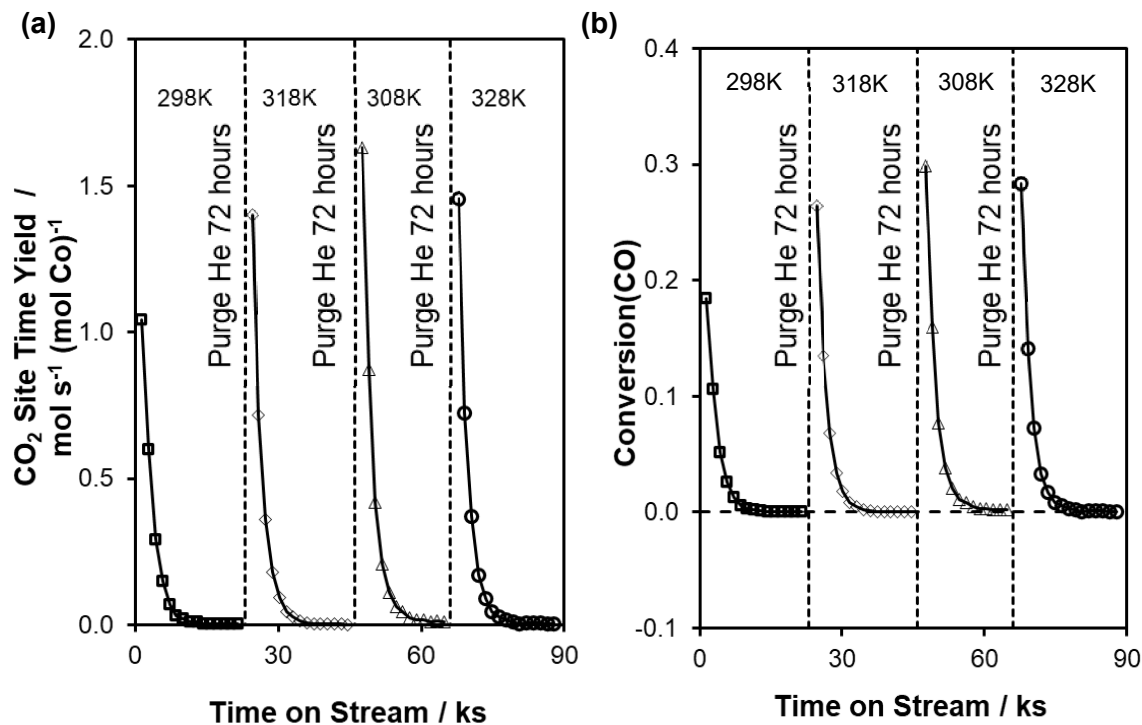 (a)
CO₂ Site Time Yield /
mol s⁻¹ (mol Co)⁻¹
2.0
1.5
1.0
0.5
0.0
298K
318K
308K
328K
Purge He 72 hours
Purge He 72 hours
Purge He 72 hours
0
30
60
90
Time on Stream / ks
(b)
Conversion(CO)
0.4
0.3
0.2
0.1
0.0
-0.1
298K
318K
308K
328K
Purge He 72 hours
Purge He 72 hours
Purge He 72 hours
0
30
60
90
Time on Stream / ks